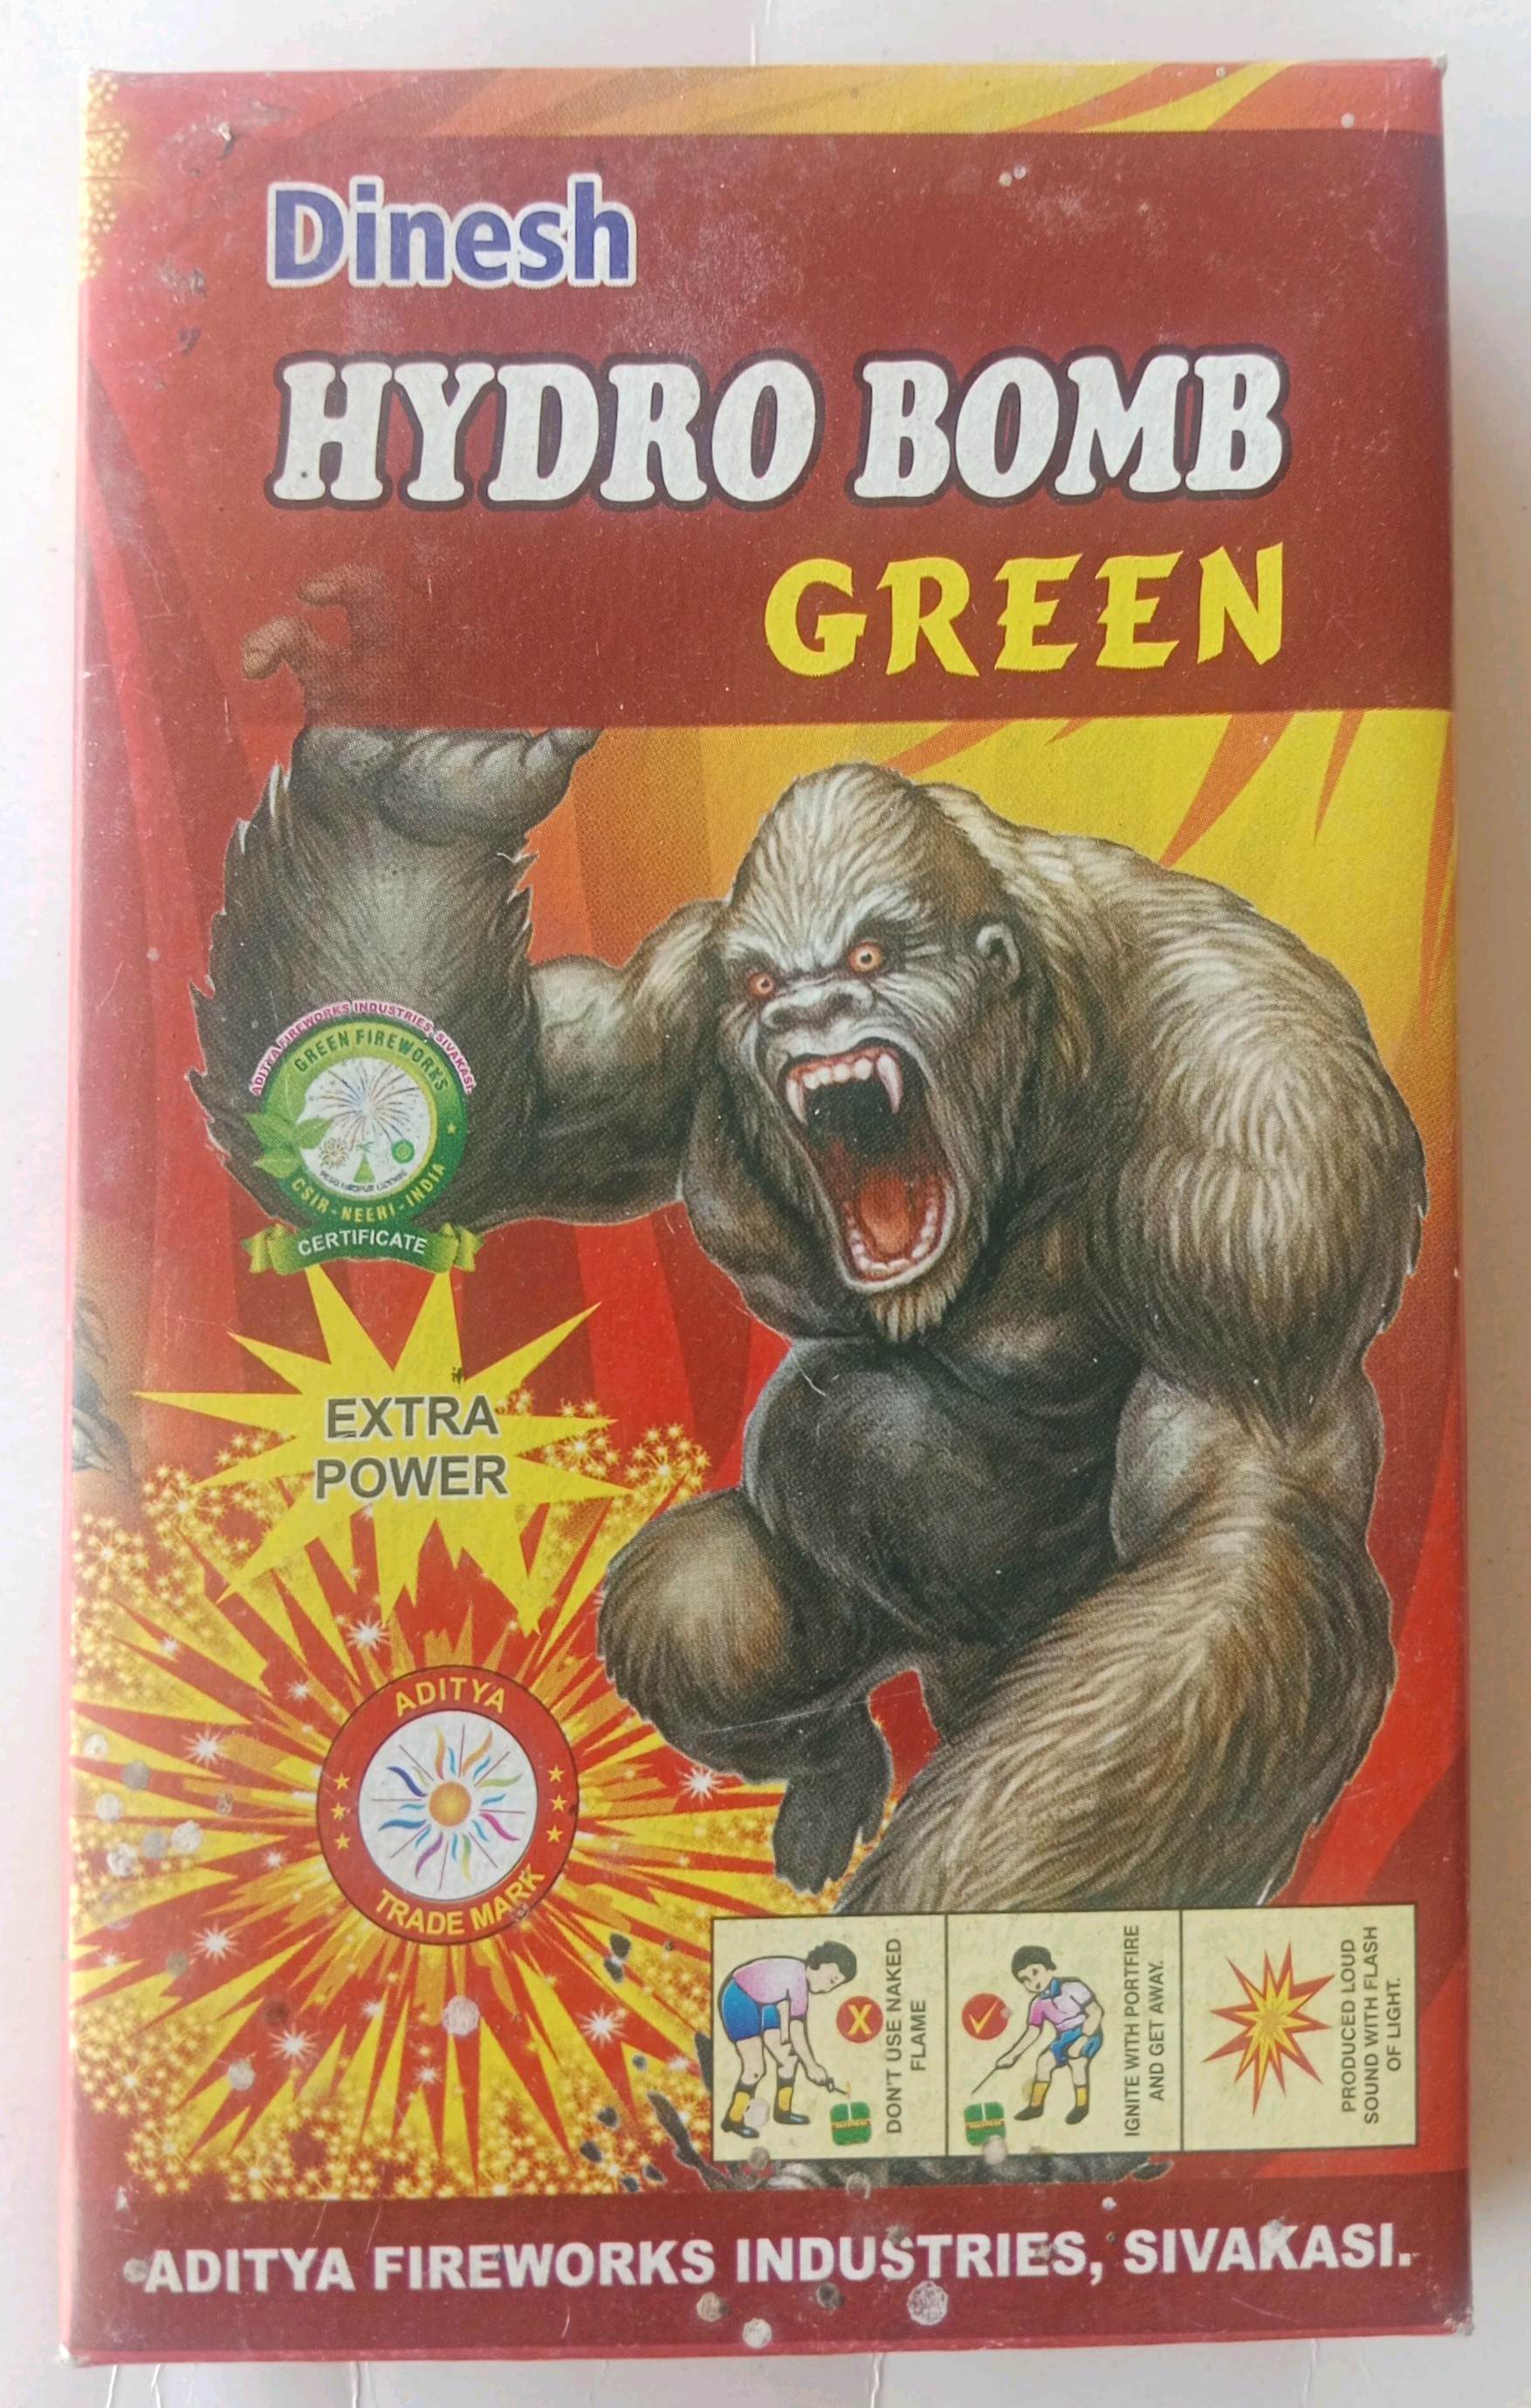 Dinesh
HYDRO BOMB
GREEN
ADITYA FIREWORKS INDUSTRIES, SIVAKASI.
GREEN FIREWORKS
CSIR - NEERI - INDIA
CERTIFICATE
EXTRA
POWER
ADITYA
TRADE MARK
X
DON'T USE NAKED
FLAME
IGNITE WITH PORTFIRE
AND GET AWAY.
PRODUCED LOUD
SOUND WITH FLASH
OF LIGHT.
ADITYA FIREWORKS INDUSTRIES, SIVAKASI.